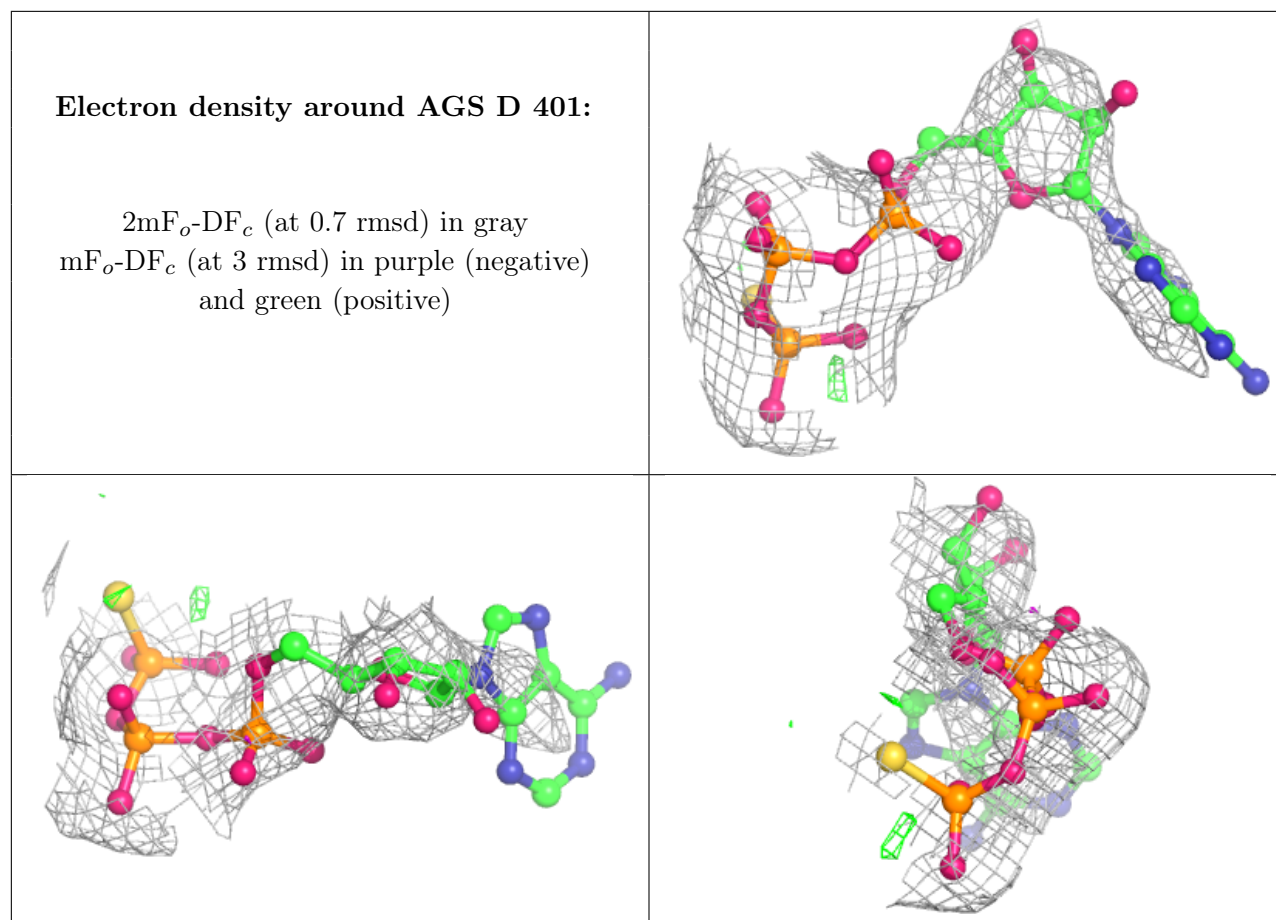 Electron density around AGS D 401:
2mFo-DFc (at 0.7 rmsd) in gray
mFo-DFc (at 3 rmsd) in purple (negative)
and green (positive)